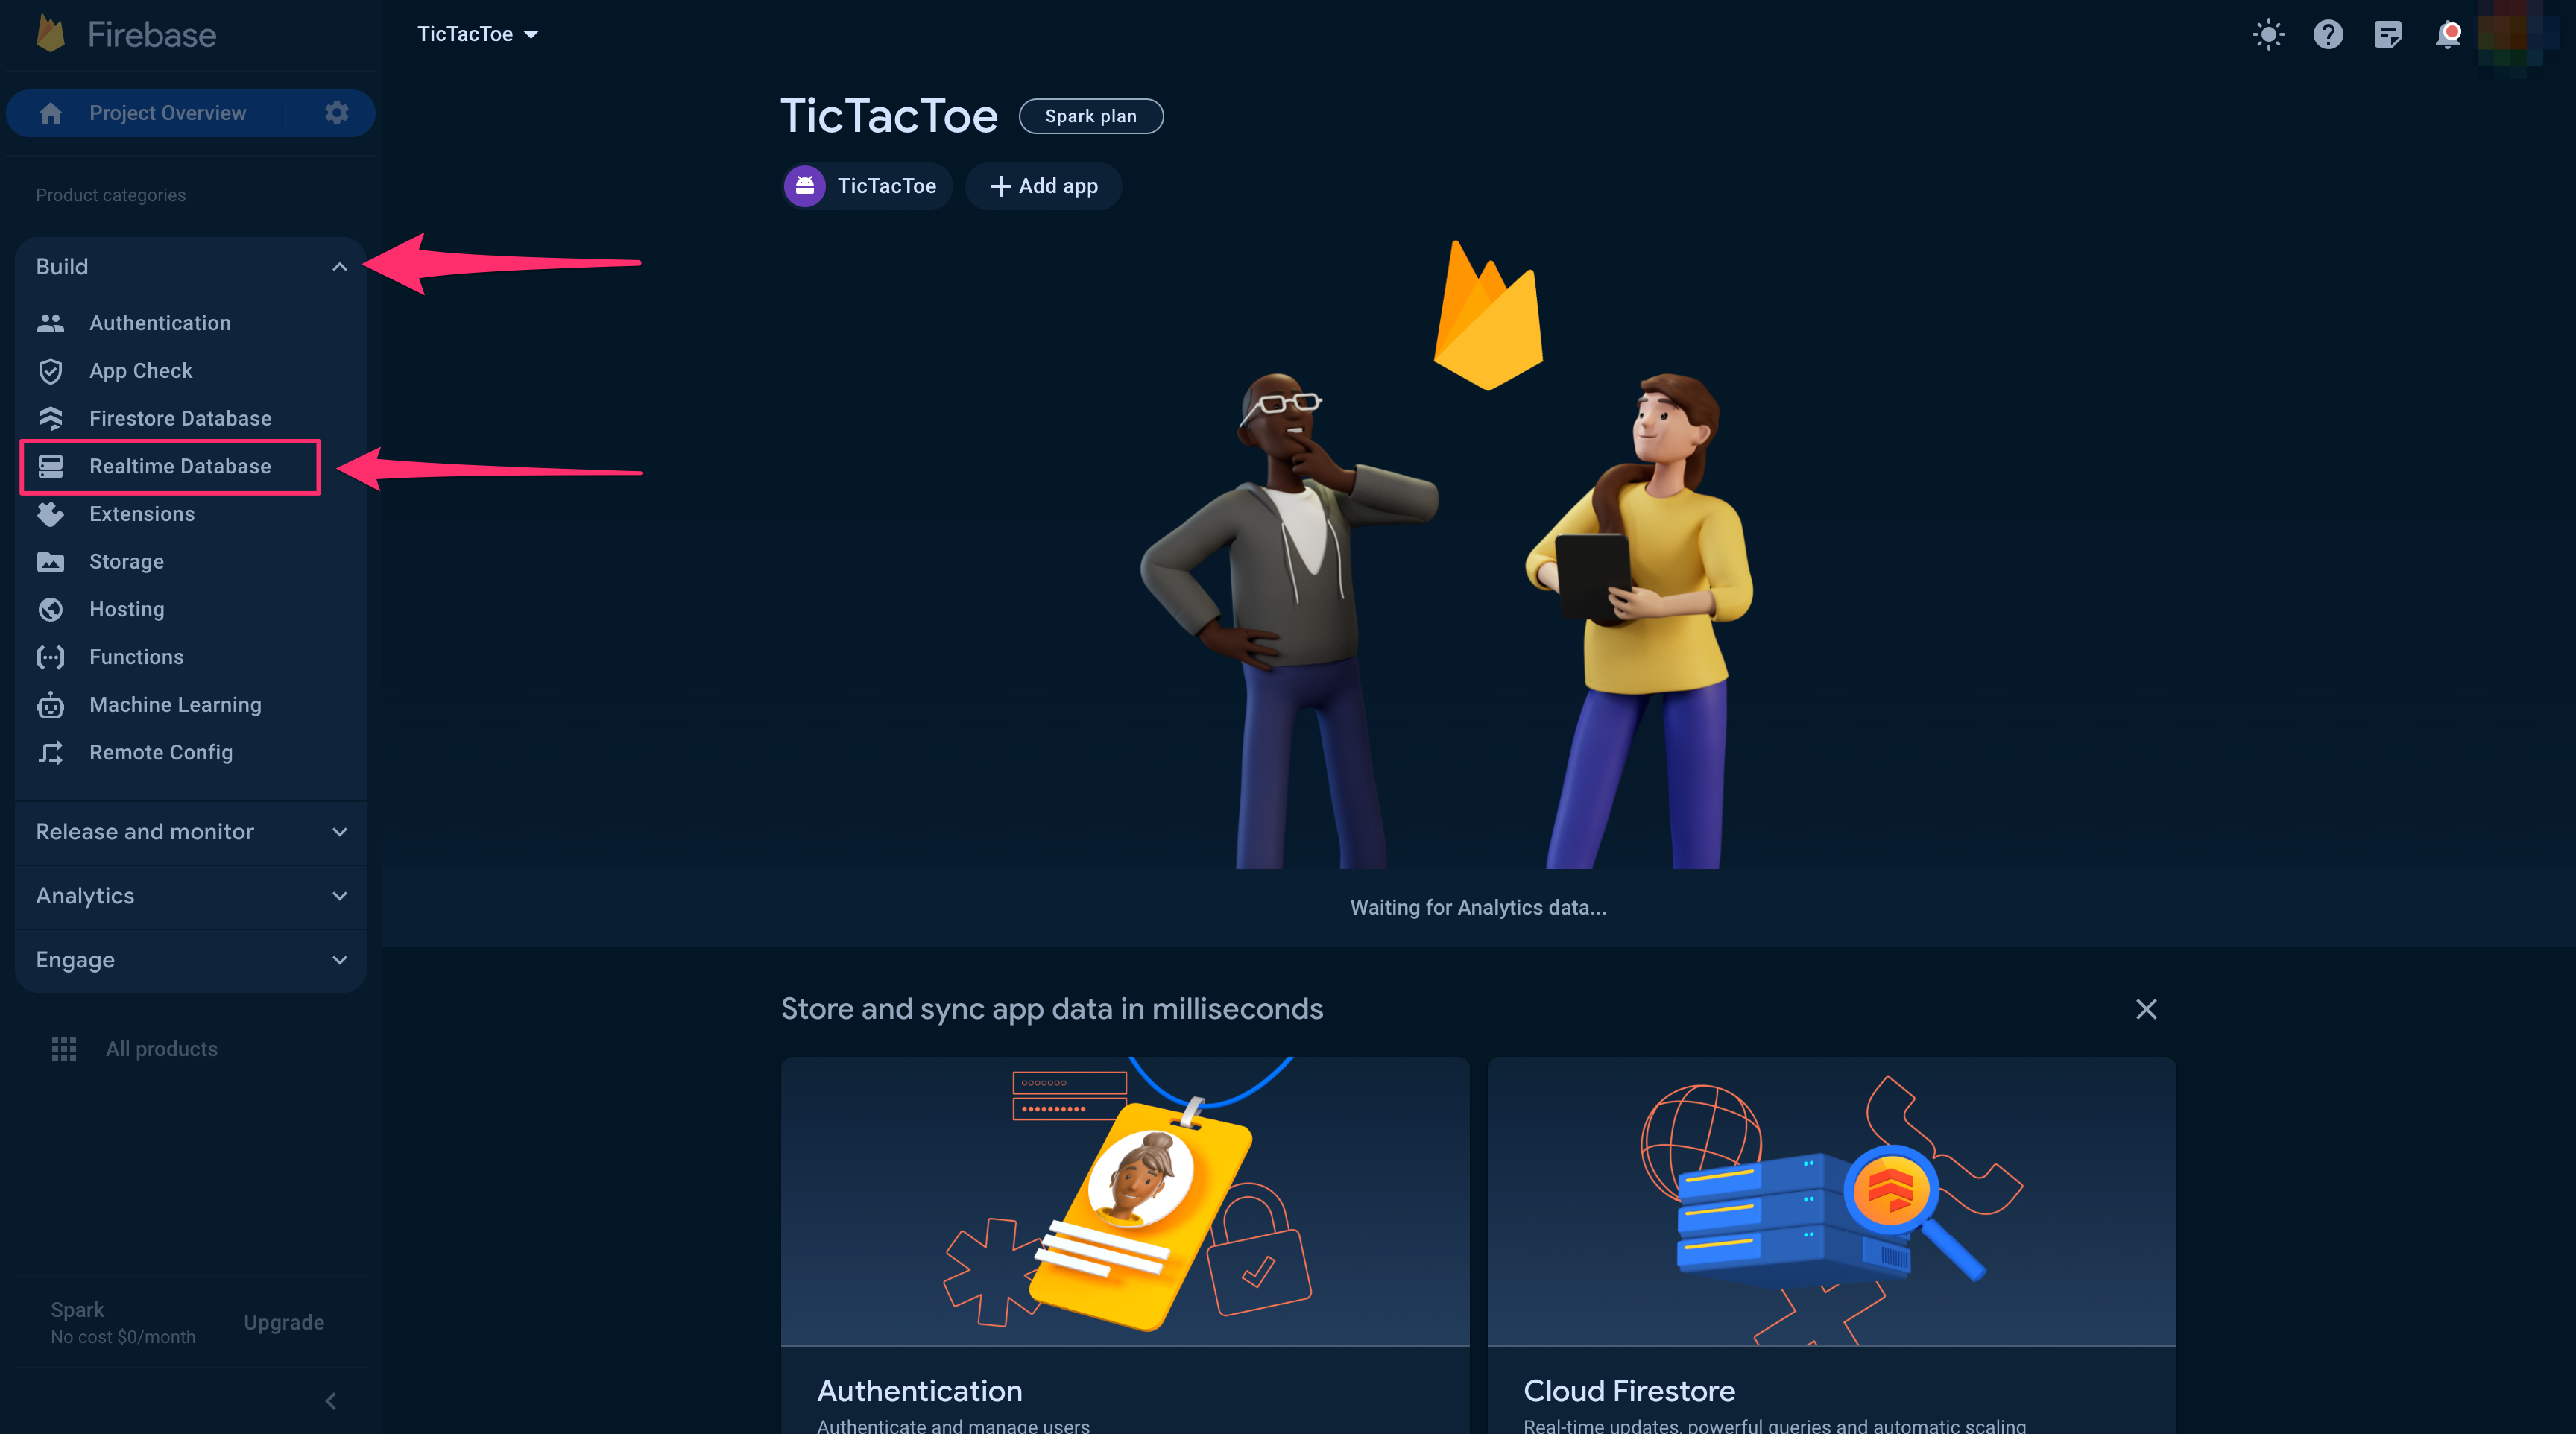 Firebase
TicTacToe
Project Overview
Product categories
Build
Authentication
App Check
Firestore Database
Realtime Database
Extensions
Storage
Hosting
Functions
Machine Learning
Remote Config
Release and monitor
Analytics
Engage
All products
Spark
No cost $0/month
Upgrade
TicTacToe
Spark plan
TicTacToe
Add app
Waiting for Analytics data...
Store and sync app data in milliseconds
Authentication
Authenticate and manage users
Cloud Firestore
Real-time updates, powerful queries and automatic scaling